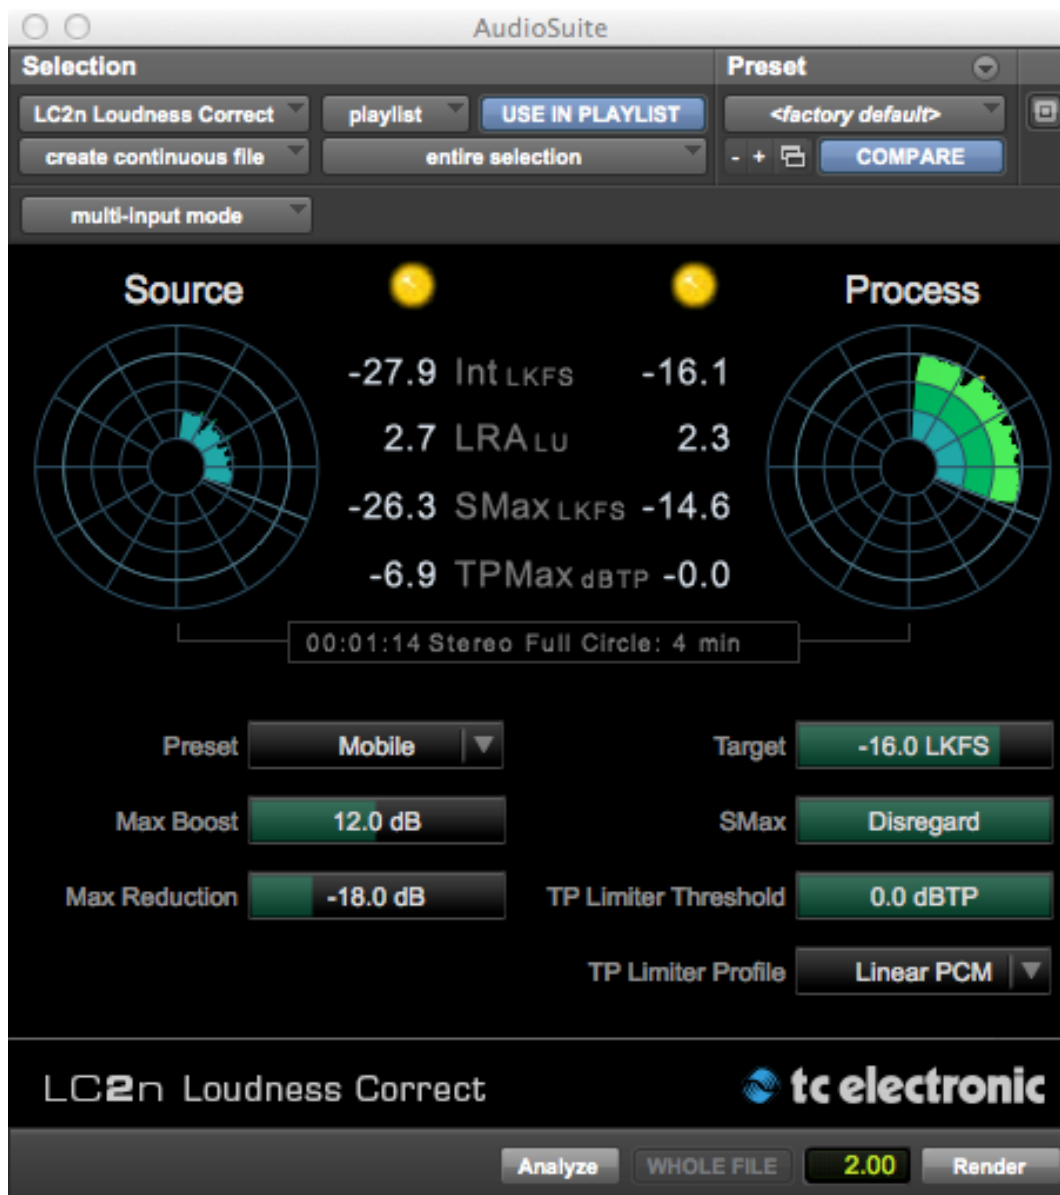 AudioSuite
Selection Preset
LC2n Loudness Correct playlist USE IN PLAYLIST <factory default>
create continuous file entire selection - + COMPARE
multi-input mode
Source Process
-27.9 Int LKFS -16.1
2.7 LRA LU 2.3
-26.3 SMax LKFS -14.6
-6.9 TPMax dBTP -0.0
00:01:14 Stereo Full Circle: 4 min
Preset Mobile Target -16.0 LKFS
Max Boost 12.0 dB SMax Disregard
Max Reduction -18.0 dB TP Limiter Threshold 0.0 dBTP
TP Limiter Profile Linear PCM
LC2n Loudness Correct tc electronic
Analyze WHOLE FILE 2.00 Render